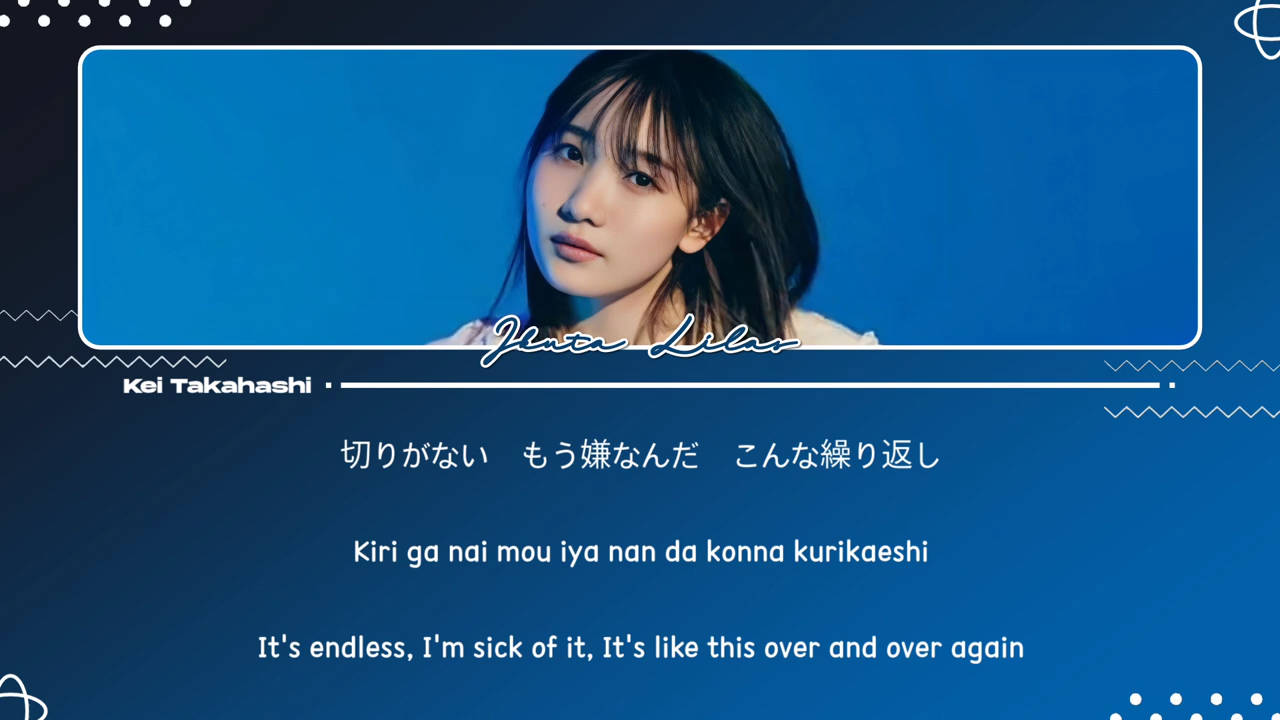 Ikuta Lilas
Kei Takahashi
切りがない　もう嫌なんだ　こんな繰り返し
Kiri ga nai mou iya nan da konna kurikaeshi
It's endless, I'm sick of it, It's like this over and over again